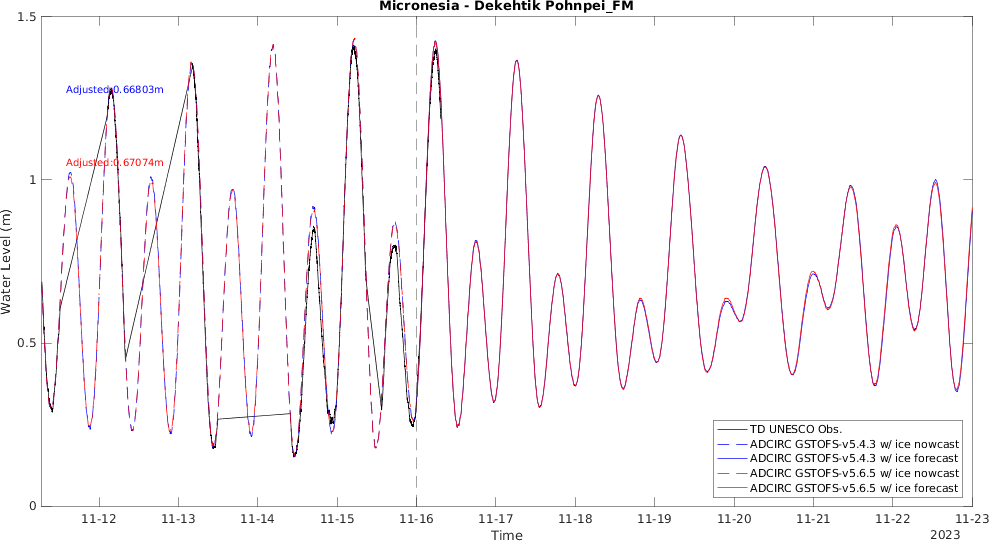 Micronesia - Dekehtik Pohnpei_FM
1.5
1
0.5
0
Water Level (m)
Adjusted:0.66803m
Adjusted:0.67074m
TD UNESCO Obs.
ADCIRC GSTOFS-v5.4.3 w/ ice nowcast
ADCIRC GSTOFS-v5.4.3 w/ ice forecast
ADCIRC GSTOFS-v5.6.5 w/ ice nowcast
ADCIRC GSTOFS-v5.6.5 w/ ice forecast
11-12 11-13 11-14 11-15 11-16 11-17 11-18 11-19 11-20 11-21 11-22 11-23
Time
2023